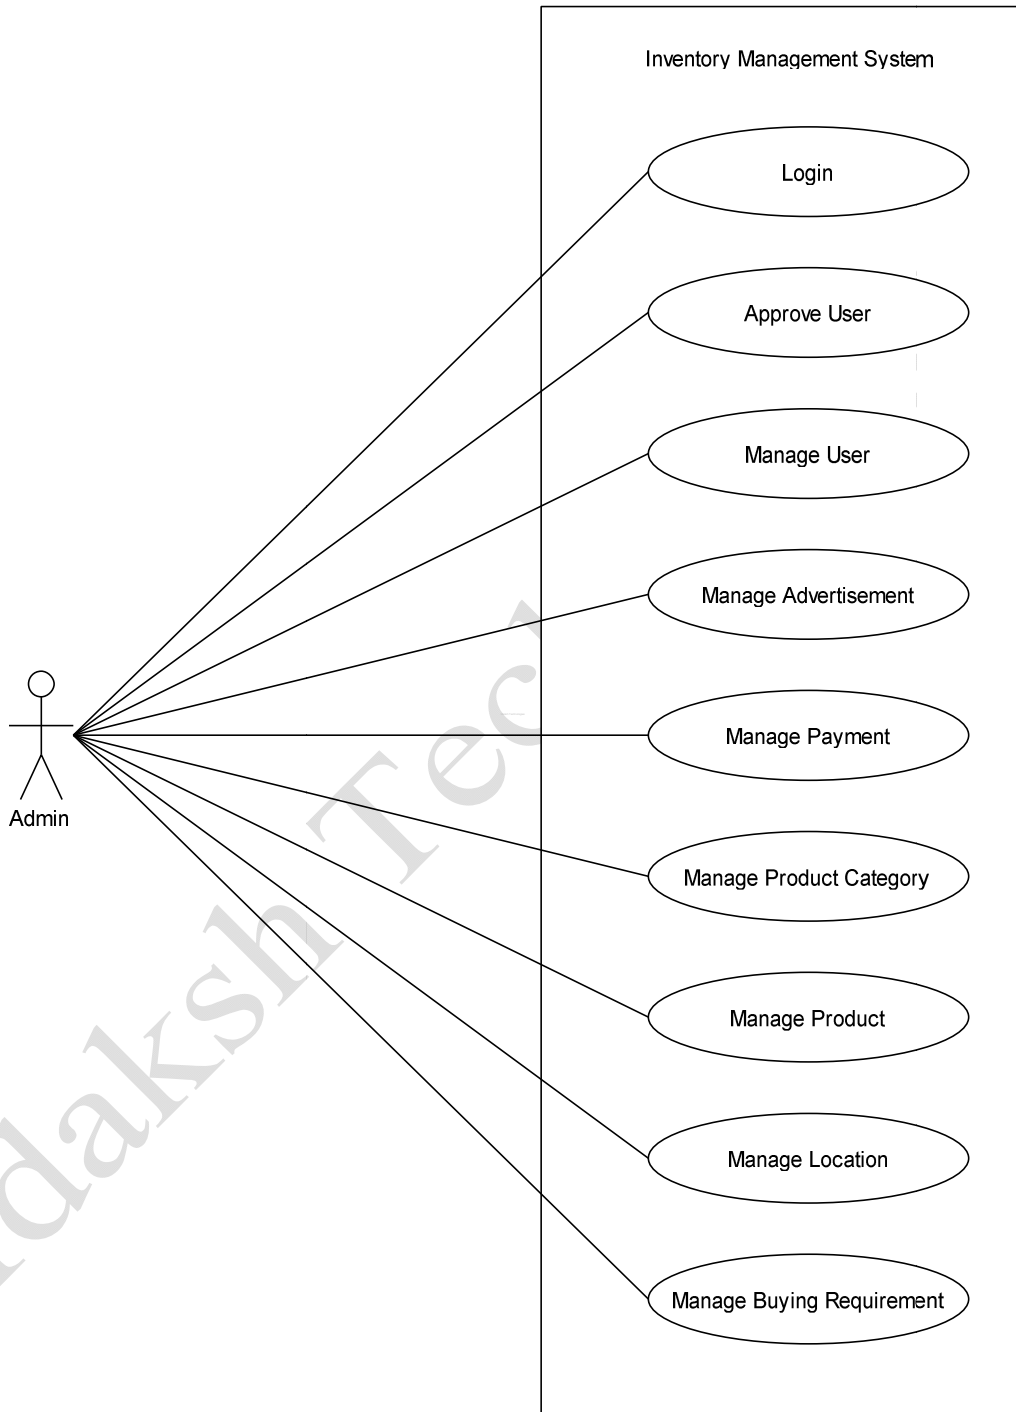 Inventory Management System
Login
Approve User
Manage User
Manage Advertisement
Manage Payment
Admin
Manage Product Category
Manage Product
Manage Location
Manage Buying Requirement